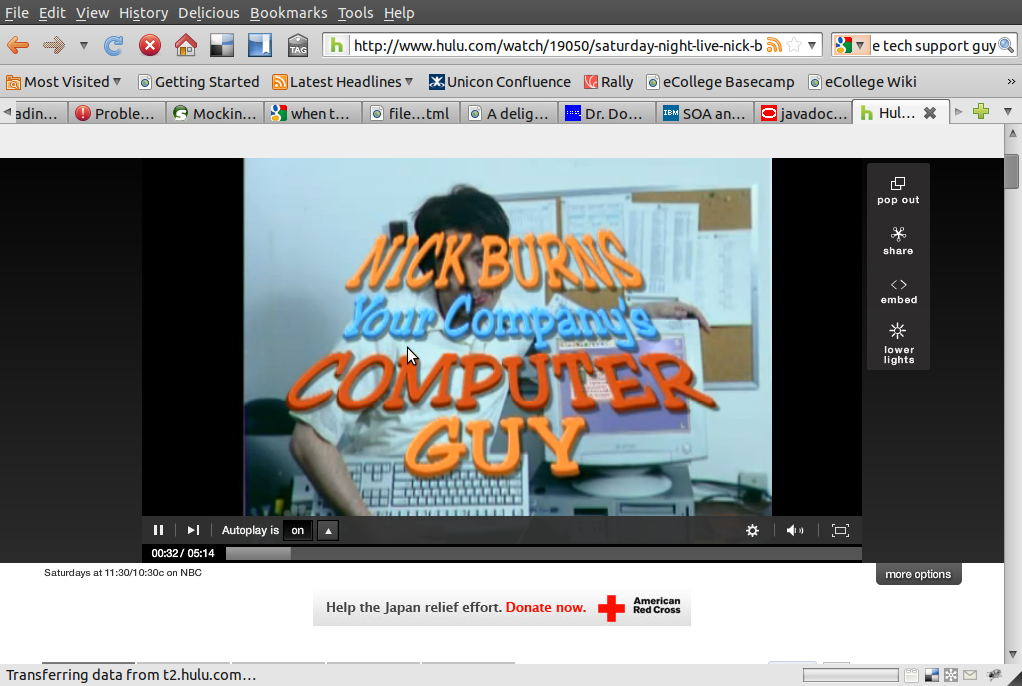 File Edit View History Delicious Bookmarks Tools Help
TAG
http://www.hulu.com/watch/19050/saturday-night-live-nick-b
e tech support guy
Most Visited Getting Started Latest Headlines Unicon Confluence Rally eCollege Basecamp eCollege Wiki »
adin... Proble... Mockin... when t... file...tml A delig... Dr. Do... IBM SOA an... javadoc... h Hul...
NICK BURNS
Your Company's
COMPUTER
GUY
pop out
share
embed
lower
lights
Autoplay is on
00:32 / 05:14
Saturdays at 11:30/10:30c on NBC
more options
Help the Japan relief effort. Donate now.
American
Red Cross
Transferring data from t2.hulu.com...